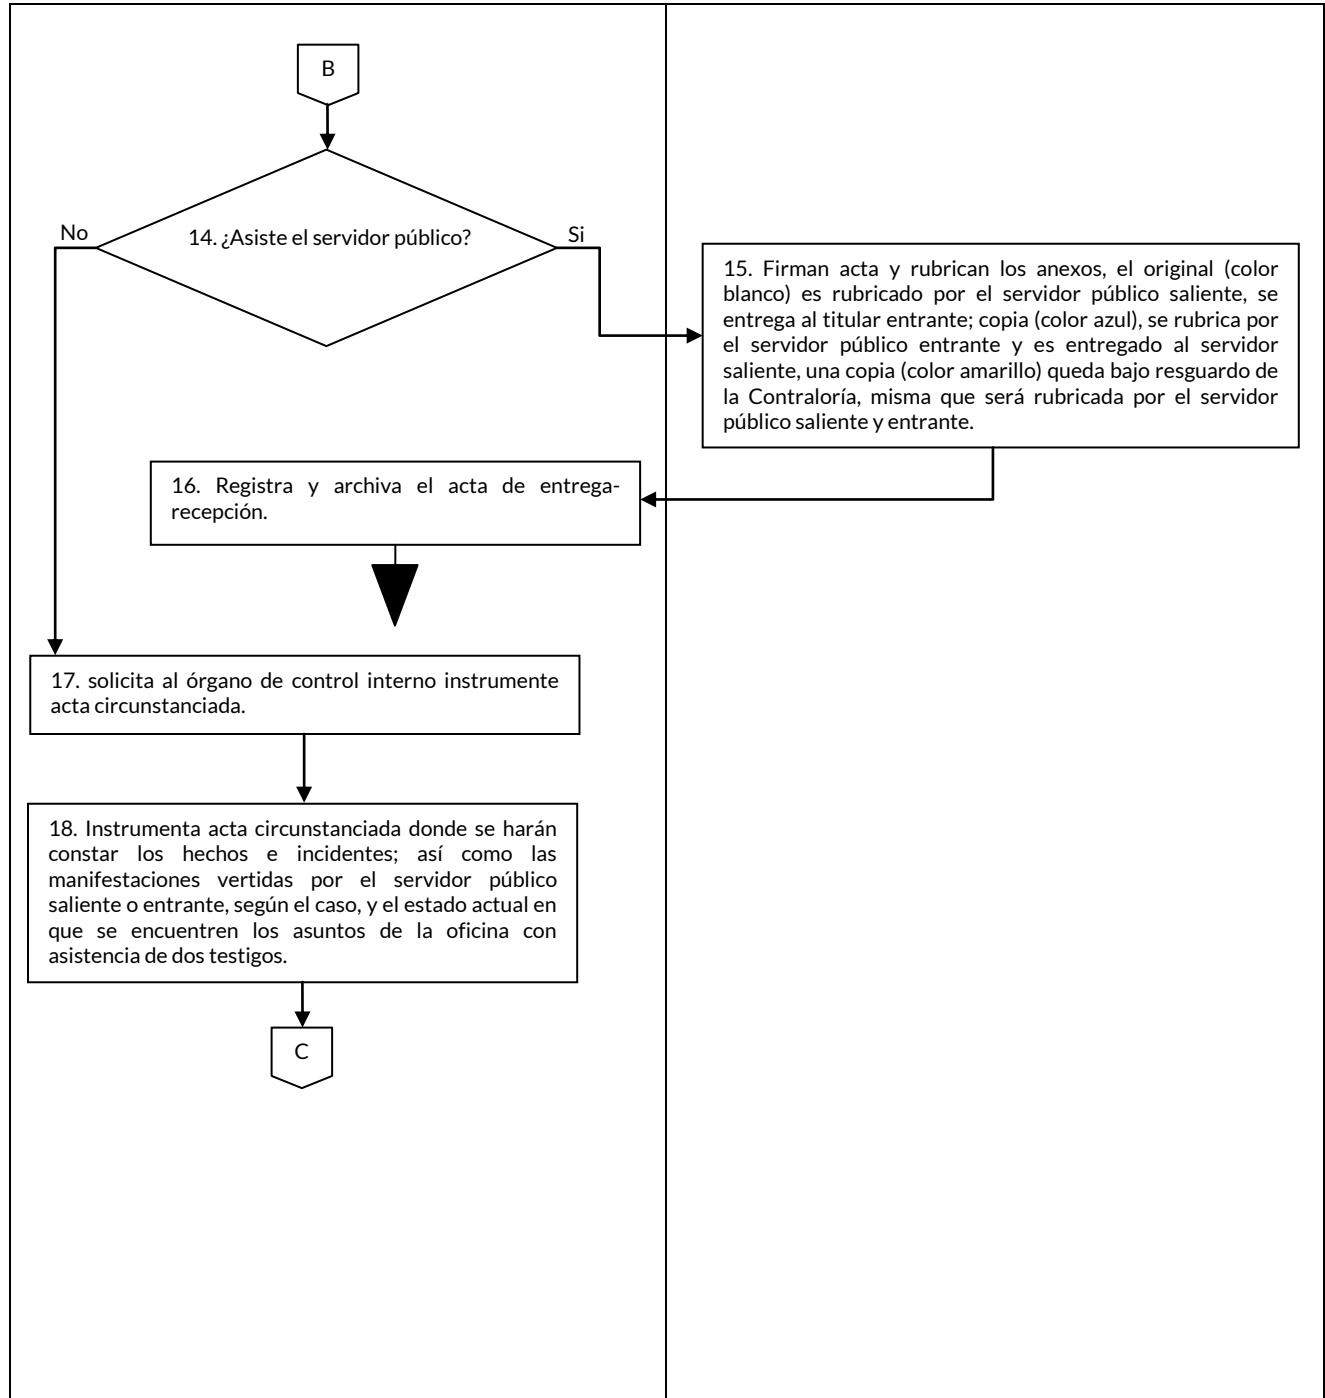 B
14. ¿Asiste el servidor público?
No
Si
15. Firman acta y rubrican los anexos, el original (color
blanco) es rubricado por el servidor público saliente, se
entrega al titular entrante; copia (color azul), se rubrica por
el servidor público entrante y es entregado al servidor
saliente, una copia (color amarillo) queda bajo resguardo de
la Contraloría, misma que será rubricada por el servidor
público saliente y entrante.
16. Registra y archiva el acta de entrega-
recepción.
17. solicita al órgano de control interno instrumente
acta circunstanciada.
18. Instrumenta acta circunstanciada donde se harán
constar los hechos e incidentes; así como las
manifestaciones vertidas por el servidor público
saliente o entrante, según el caso, y el estado actual en
que se encuentren los asuntos de la oficina con
asistencia de dos testigos.
C